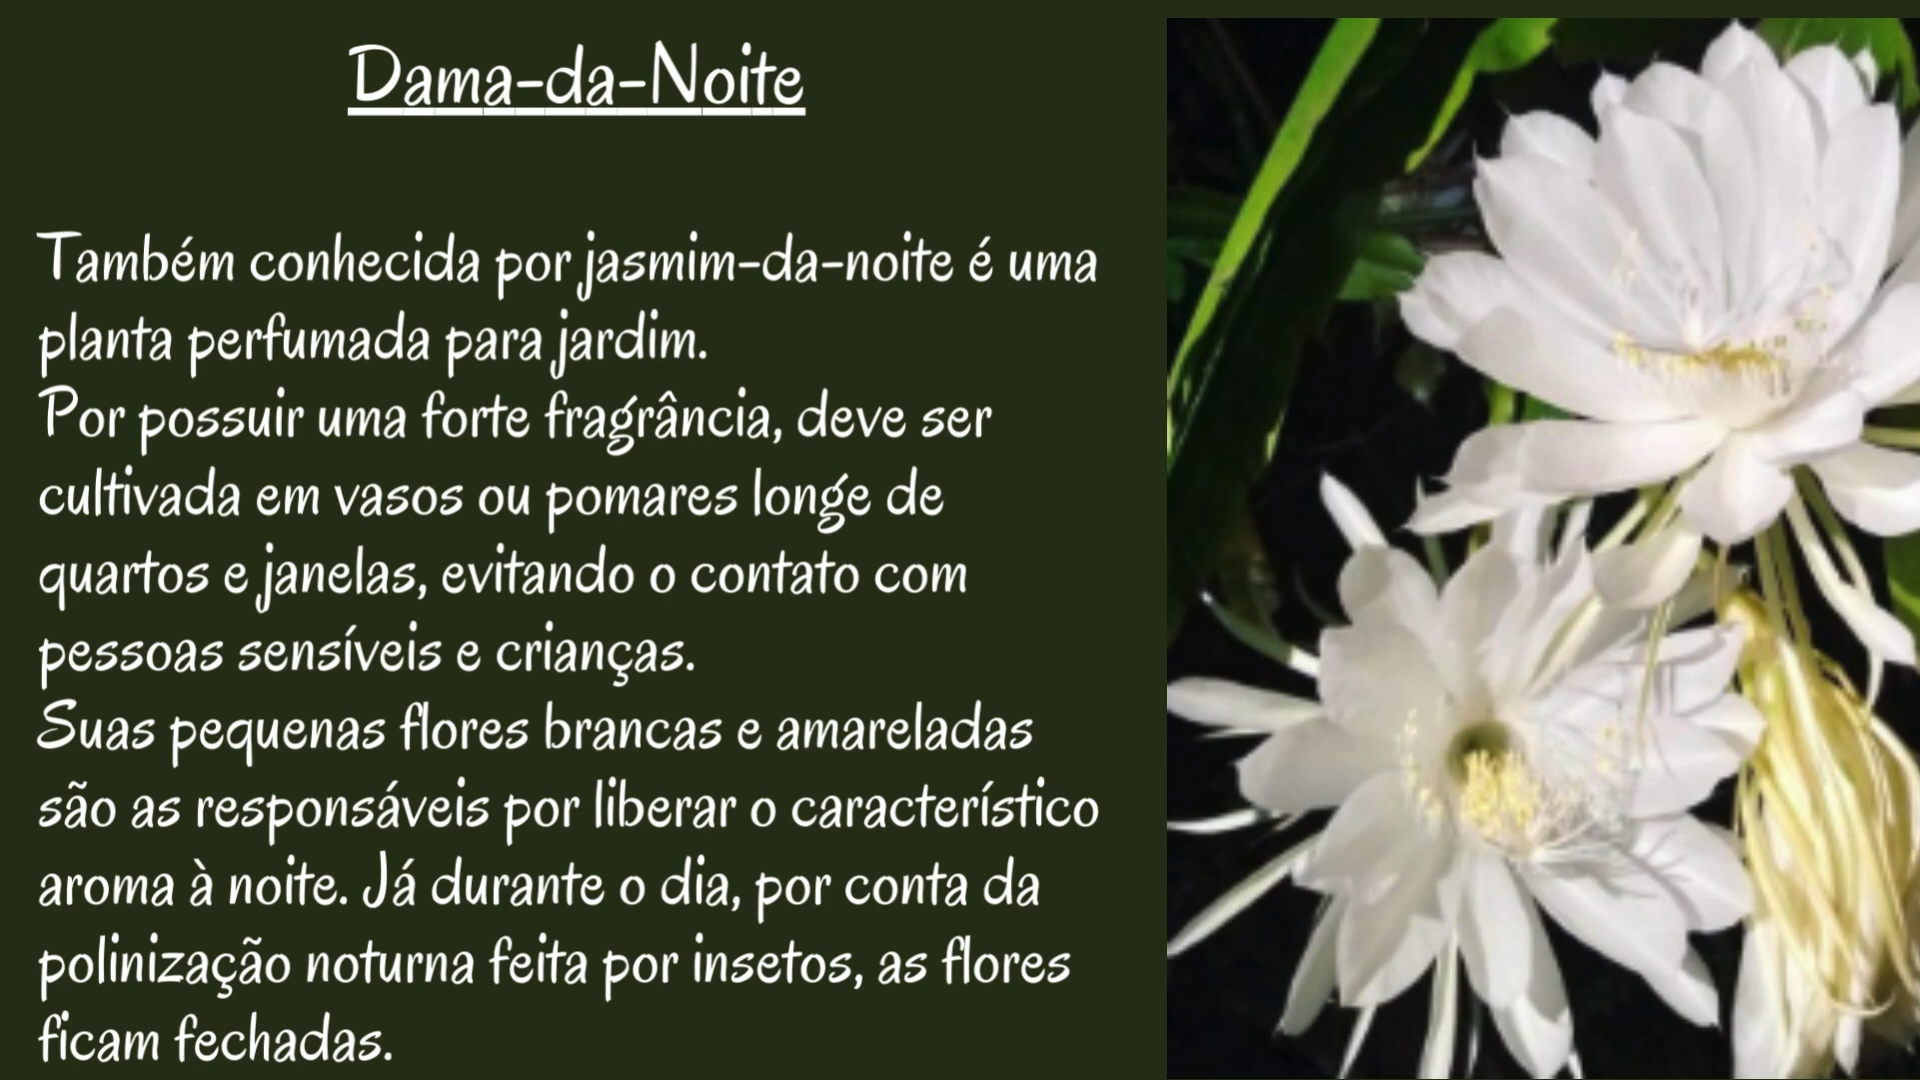 Dama-da-Noite
Também conhecida por jasmim-da-noite é uma
planta perfumada para jardim.
Por possuir uma forte fragrância, deve ser
cultivada em vasos ou pomares longe de
quartos e janelas, evitando o contato com
pessoas sensíveis e crianças.
Suas pequenas flores brancas e amareladas
são as responsáveis por liberar o característico
aroma à noite. Já durante o dia, por conta da
polinização noturna feita por insetos, as flores
ficam fechadas.